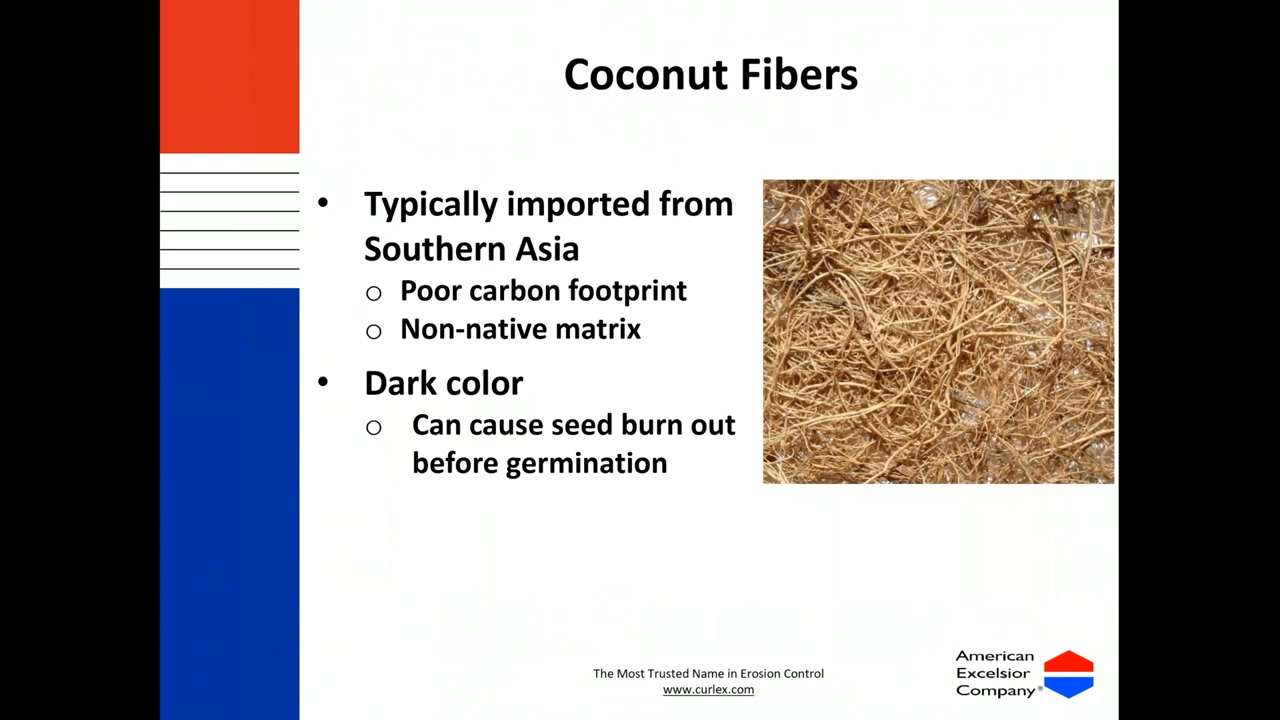 Coconut Fibers
• Typically imported from
Southern Asia
o Poor carbon footprint
o Non-native matrix
• Dark color
o Can cause seed burn out
before germination
The Most Trusted Name in Erosion Control
www.curlex.com
American
Excelsior
Company®